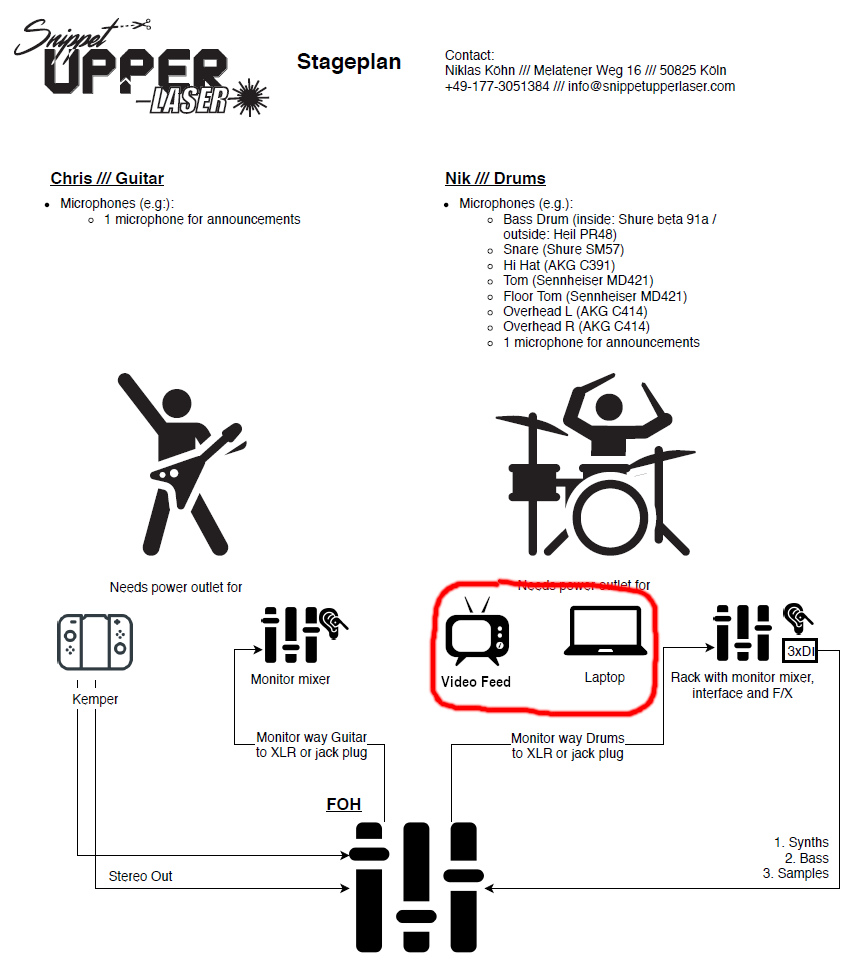 Snippet
UPPER
LASER
Stageplan
Contact:
Niklas Köhn /// Melatener Weg 16 /// 50825 Köln
+49-177-3051384 /// info@snippetupperlaser.com
Chris /// Guitar
• Microphones (e.g:):
○ 1 microphone for announcements
Nik /// Drums
• Microphones (e.g.):
○ Bass Drum (inside: Shure beta 91a /
outside: Heil PR48)
○ Snare (Shure SM57)
○ Hi Hat (AKG C391)
○ Tom (Sennheiser MD421)
○ Floor Tom (Sennheiser MD421)
○ Overhead L (AKG C414)
○ Overhead R (AKG C414)
○ 1 microphone for announcements
Needs power outlet for
Needs power outlet for
Kemper
Monitor mixer
Video Feed
Laptop
3xDI
Rack with monitor mixer,
interface and F/X
Monitor way Guitar
to XLR or jack plug
Monitor way Drums
to XLR or jack plug
FOH
Stereo Out
1. Synths
2. Bass
3. Samples